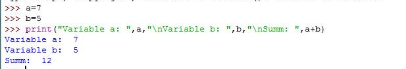 >>> a=7
>>> b=5
>>> print("Variable a: ",a,"\nVariable b: ",b,"\nSumm: ",a+b)
Variable a:  7
Variable b:  5
Summ:  12